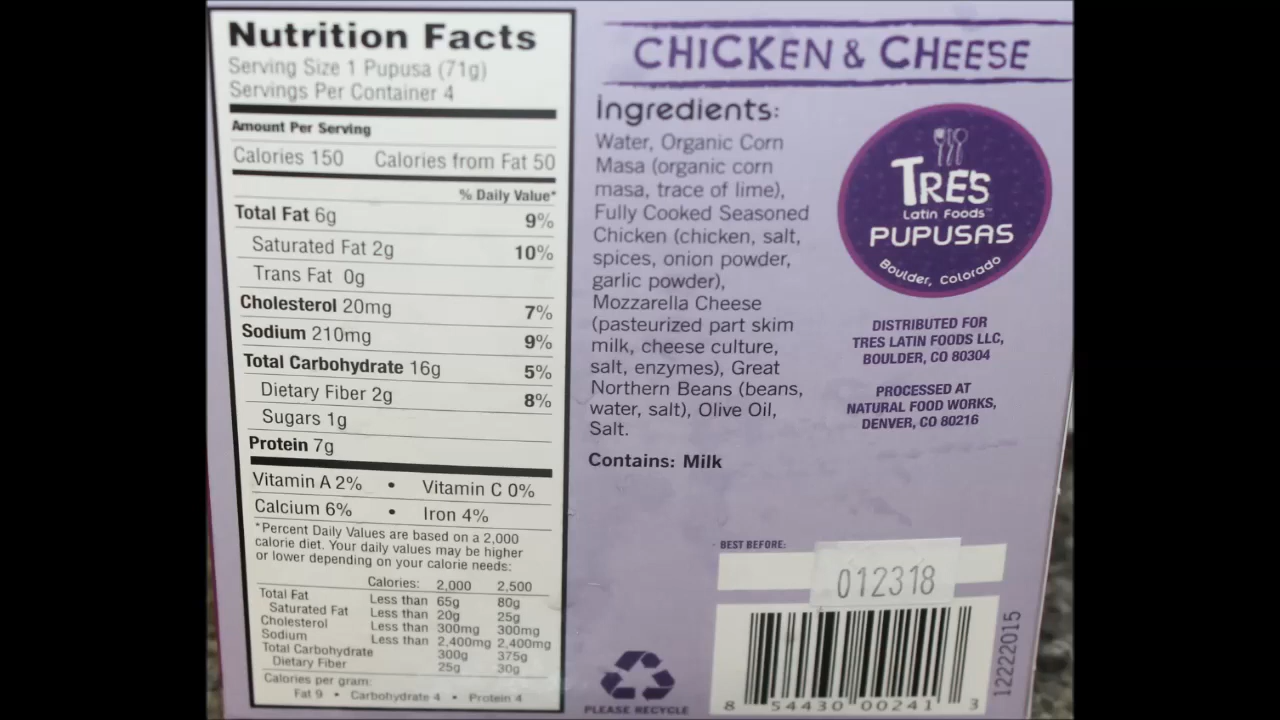 Nutrition Facts
Serving Size 1 Pupusa (71g)
Servings Per Container 4
Amount Per Serving
Calories 150 Calories from Fat 50
% Daily Value*
Total Fat 6g 9%
Saturated Fat 2g 10%
Trans Fat 0g
Cholesterol 20mg 7%
Sodium 210mg 9%
Total Carbohydrate 16g 5%
Dietary Fiber 2g 8%
Sugars 1g
Protein 7g
Vitamin A 2% • Vitamin C 0%
Calcium 6% • Iron 4%
*Percent Daily Values are based on a 2,000
calorie diet. Your daily values may be higher
or lower depending on your calorie needs:
Calories: 2,000 2,500
Total Fat Less than 65g 80g
Saturated Fat Less than 20g 25g
Cholesterol Less than 300mg 300mg
Sodium Less than 2,400mg 2,400mg
Total Carbohydrate 300g 375g
Dietary Fiber 25g 30g
Calories per gram:
Fat 9 • Carbohydrate 4 • Protein 4
CHICKEN & CHEESE
Ingredients:
Water, Organic Corn
Masa (organic corn
masa, trace of lime),
Fully Cooked Seasoned
Chicken (chicken, salt,
spices, onion powder,
garlic powder),
Mozzarella Cheese
(pasteurized part skim
milk, cheese culture,
salt, enzymes), Great
Northern Beans (beans,
water, salt), Olive Oil,
Salt.
Contains: Milk
TRES
Latin Foods™
PUPUSAS
Boulder, Colorado
DISTRIBUTED FOR
TRES LATIN FOODS LLC,
BOULDER, CO 80304
PROCESSED AT
NATURAL FOOD WORKS,
DENVER, CO 80216
BEST BEFORE:
012318
PLEASE RECYCLE
8 54430 00241 3
12222015